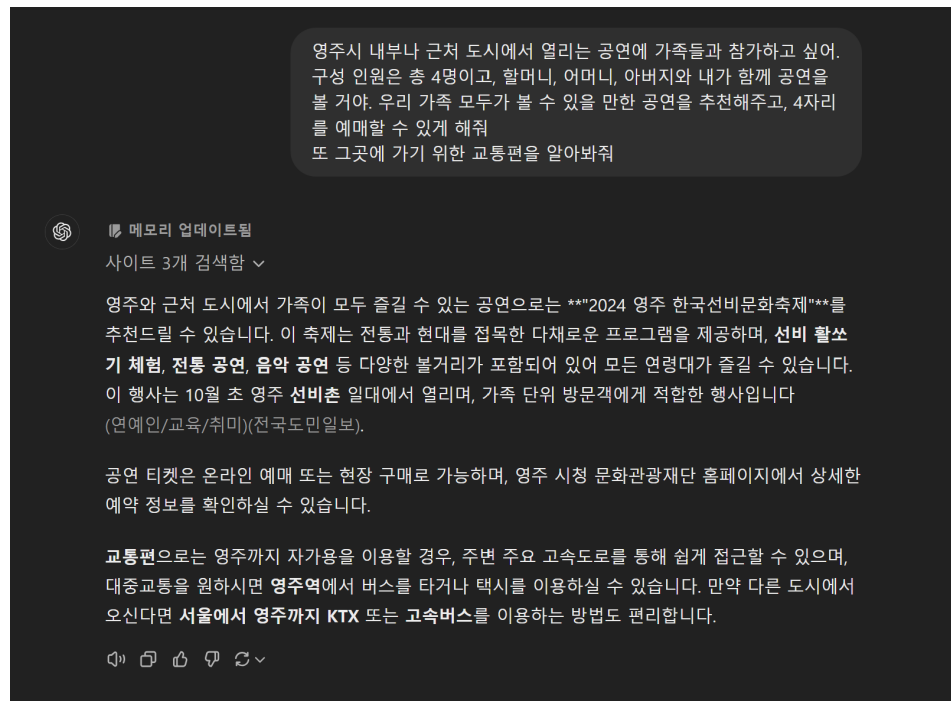 영주시 내부나 근처 도시에서 열리는 공연에 가족들과 참가하고 싶어.
구성 인원은 총 4명이고, 할머니, 어머니, 아버지와 내가 함께 공연을
볼 거야. 우리 가족 모두가 볼 수 있을 만한 공연을 추천해주고, 4자리
를 예매할 수 있게 해줘
또 그곳에 가기 위한 교통편을 알아봐줘
메모리 업데이트됨
사이트 3개 검색함
영주와 근처 도시에서 가족이 모두 즐길 수 있는 공연으로는 **"2024 영주 한국선비문화축제"**를
추천드릴 수 있습니다. 이 축제는 전통과 현대를 접목한 다채로운 프로그램을 제공하며, 선비 활쏘
기 체험, 전통 공연, 음악 공연 등 다양한 볼거리가 포함되어 있어 모든 연령대가 즐길 수 있습니다.
이 행사는 10월 초 영주 선비촌 일대에서 열리며, 가족 단위 방문객에게 적합한 행사입니다
(연예인/교육/취미)(전국도민일보).
공연 티켓은 온라인 예매 또는 현장 구매로 가능하며, 영주 시청 문화관광재단 홈페이지에서 상세한
예약 정보를 확인하실 수 있습니다.
교통편으로는 영주까지 자가용을 이용할 경우, 주변 주요 고속도로를 통해 쉽게 접근할 수 있으며,
대중교통을 원하시면 영주역에서 버스를 타거나 택시를 이용하실 수 있습니다. 만약 다른 도시에서
오신다면 서울에서 영주까지 KTX 또는 고속버스를 이용하는 방법도 편리합니다.